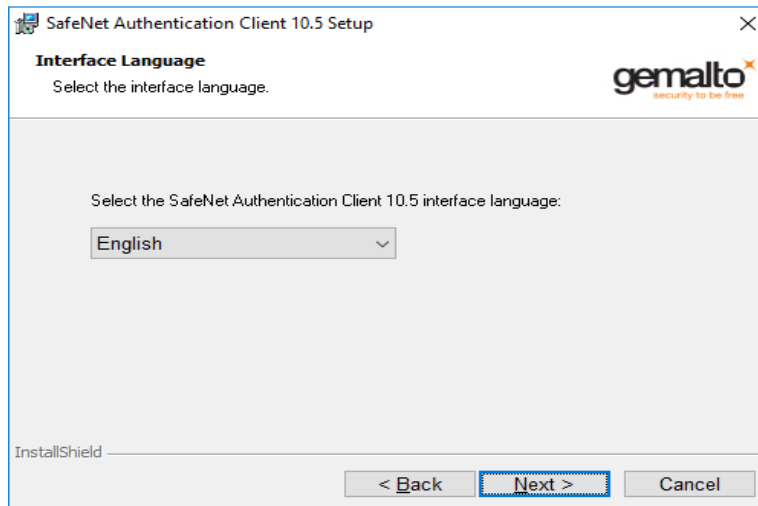 SafeNet Authentication Client 10.5 Setup
Interface Language
Select the interface language.
gemalto
security to be free
Select the SafeNet Authentication Client 10.5 interface language:
English
InstallShield
< Back
Next >
Cancel